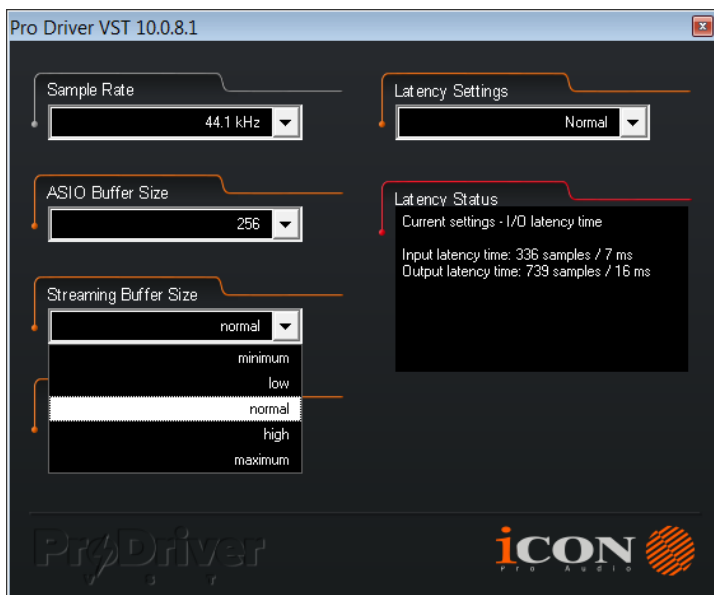 Pro Driver VST 10.0.8.1
Sample Rate
44.1 kHz
ASIO Buffer Size
256
Streaming Buffer Size
normal
minimum
low
normal
high
maximum
Latency Settings
Normal
Latency Status
Current settings - I/O latency time
Input latency time: 336 samples / 7 ms
Output latency time: 739 samples / 16 ms
ProDriver
V S T
iCON
Pro Audio